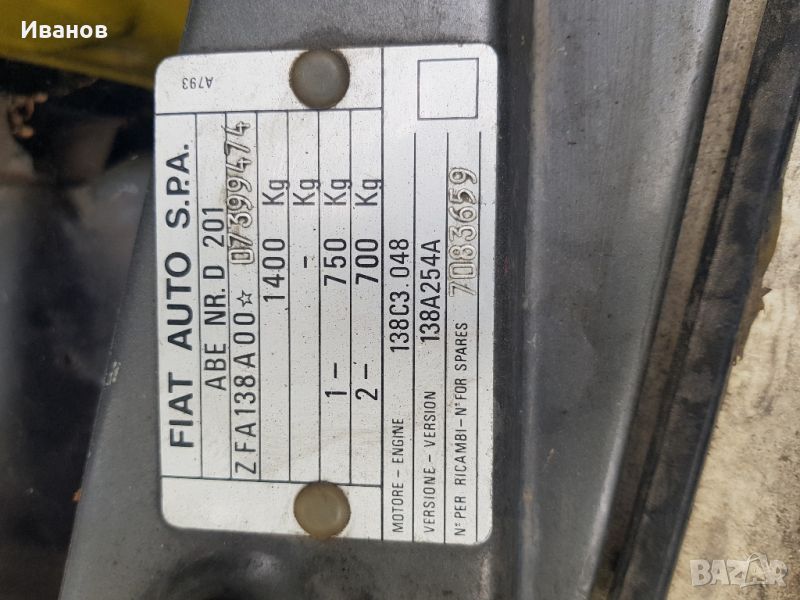 Иванов
A793
FIAT AUTO S.P.A.
ABE NR. D 201
ZFA138A00☆ 07399474
1400 Kg
- Kg
1- 750 Kg
2- 700 Kg
MOTORE - ENGINE 138C3.048
VERSIONE - VERSION 138A254A
N° PER RICAMBI - N° FOR SPARES 7083659
BAZAR